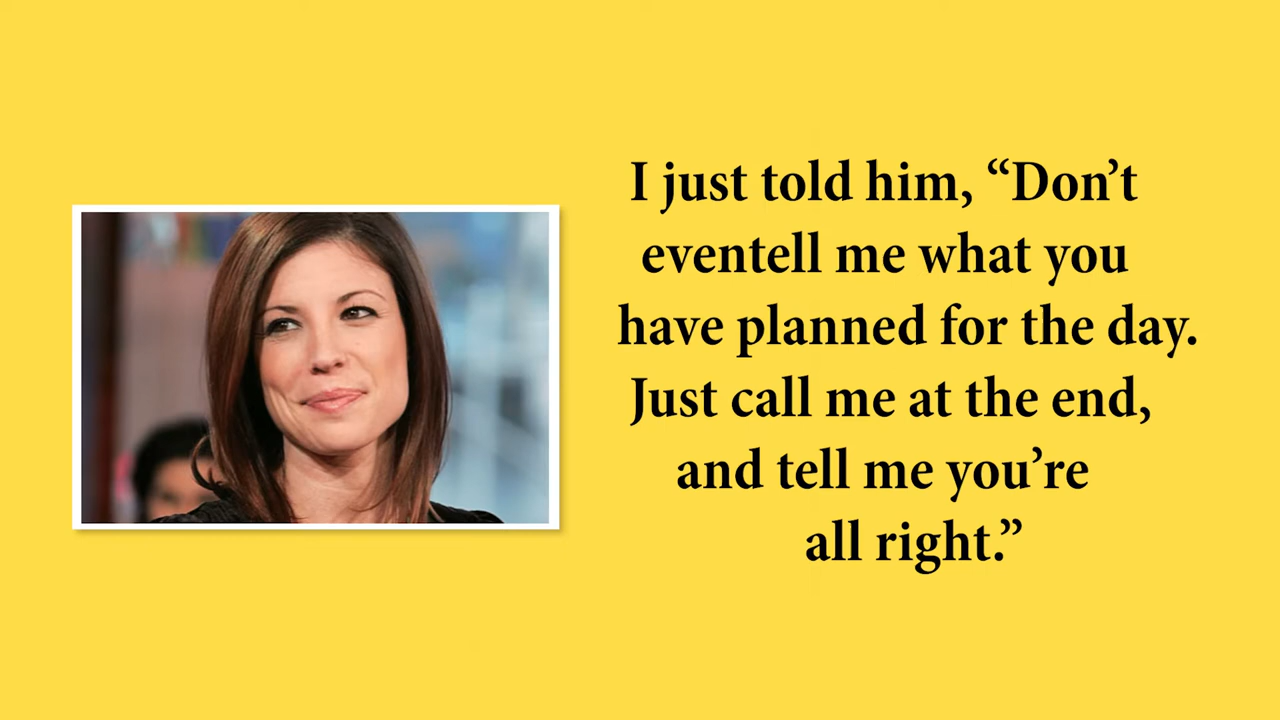 I just told him, “Don’t
eventell me what you
have planned for the day.
Just call me at the end,
and tell me you’re
all right.”